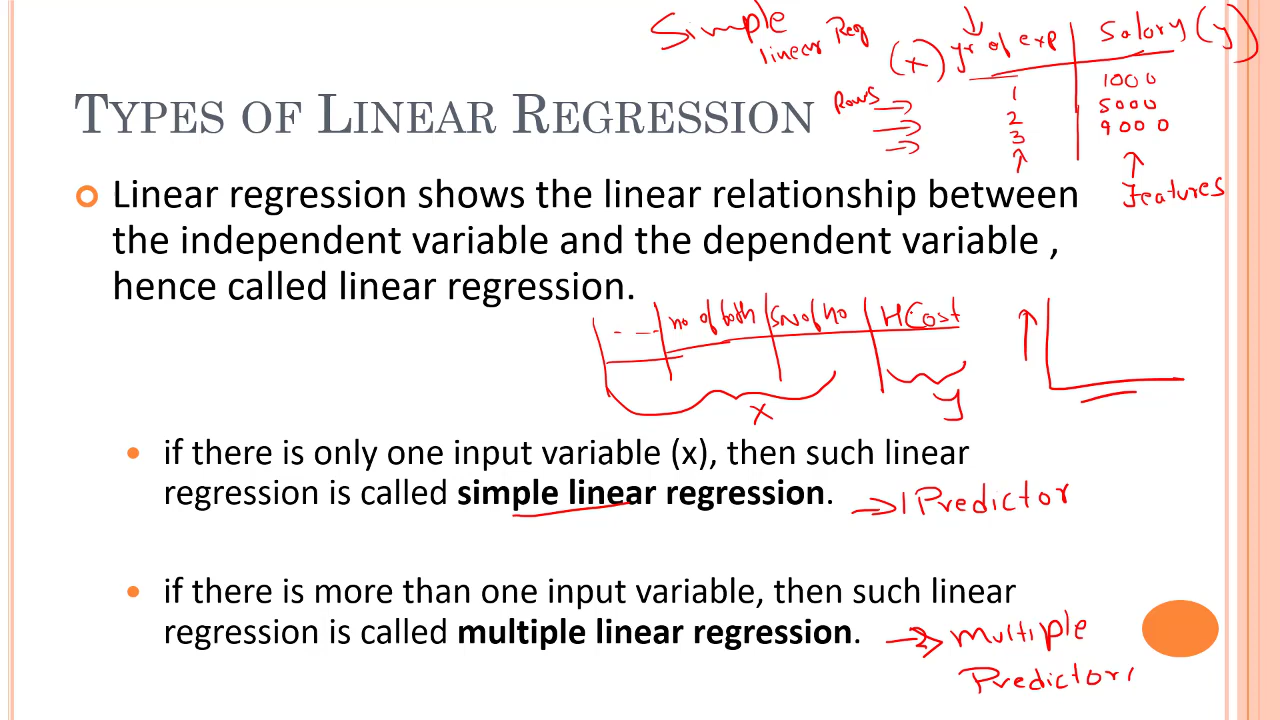 Simple
linear Reg
(x) yr of exp | Salary (y)
Rows
1 1000
2 5000
3 9000
Features
TYPES OF LINEAR REGRESSION
Linear regression shows the linear relationship between
the independent variable and the dependent variable ,
hence called linear regression.
no of bath HCost
x y
if there is only one input variable (x), then such linear
regression is called simple linear regression.
→ 1 Predictor
if there is more than one input variable, then such linear
regression is called multiple linear regression.
→ multiple
Predictor